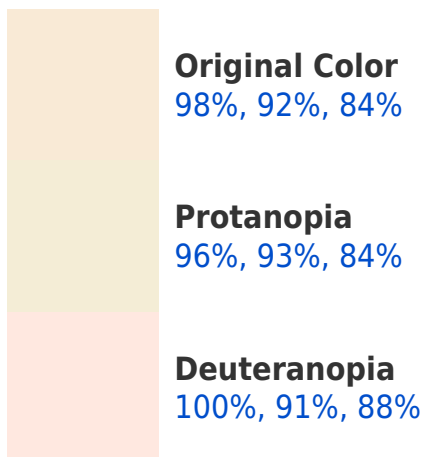 Original Color
98%, 92%, 84%
Protanopia
96%, 93%, 84%
Deuteranopia
100%, 91%, 88%